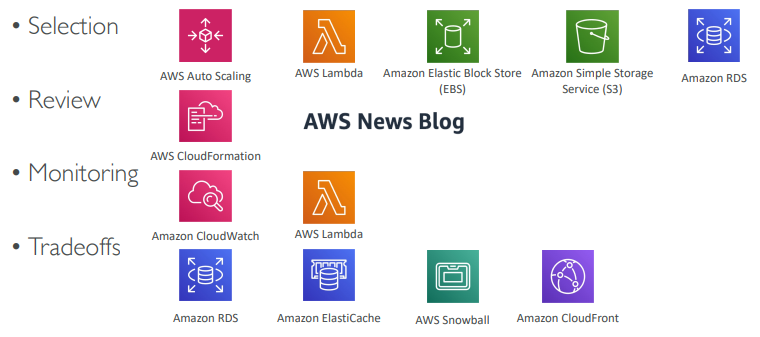 • Selection
AWS Auto Scaling
AWS Lambda
Amazon Elastic Block Store
(EBS)
Amazon Simple Storage
Service (S3)
Amazon RDS
• Review
AWS CloudFormation
AWS News Blog
• Monitoring
Amazon CloudWatch
AWS Lambda
• Tradeoffs
Amazon RDS
Amazon ElastiCache
AWS Snowball
Amazon CloudFront